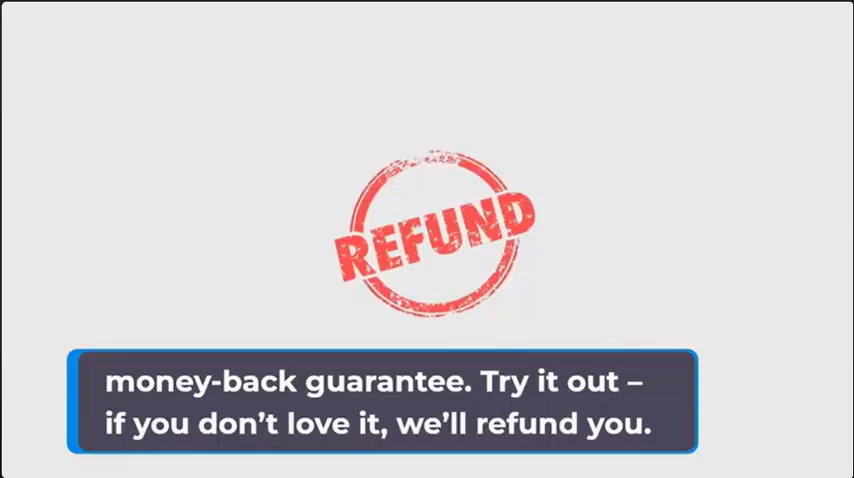 REFUND
money-back guarantee. Try it out –
if you don’t love it, we’ll refund you.